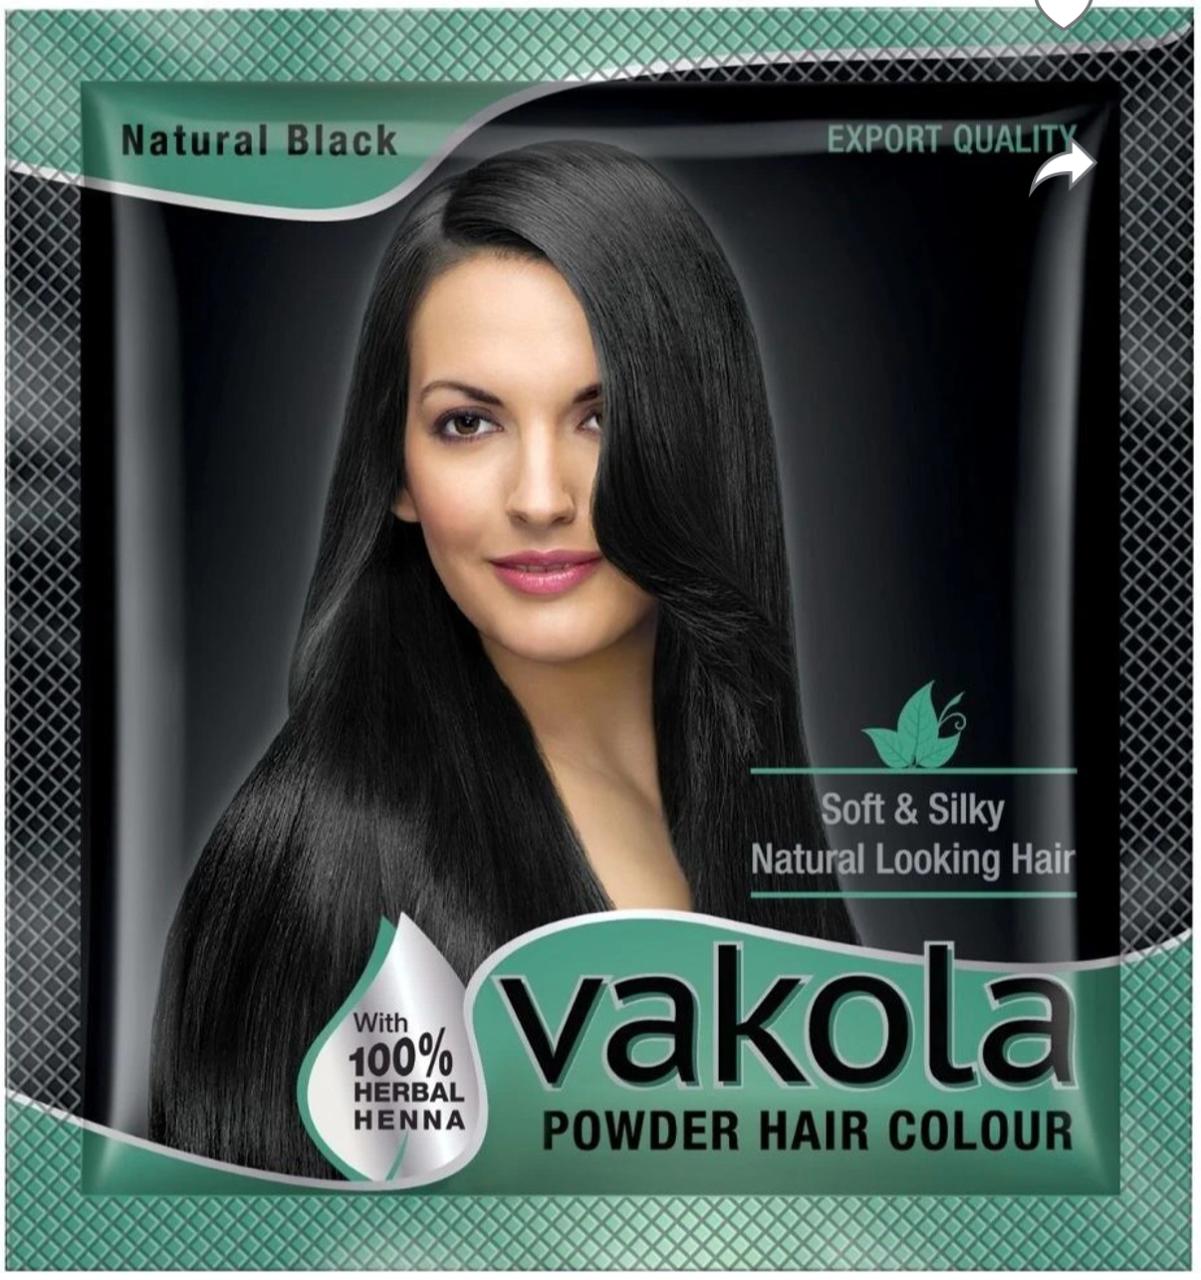 Natural Black
EXPORT QUALITY
Soft & Silky
Natural Looking Hair
With
100%
HERBAL
HENNA
vakola
POWDER HAIR COLOUR